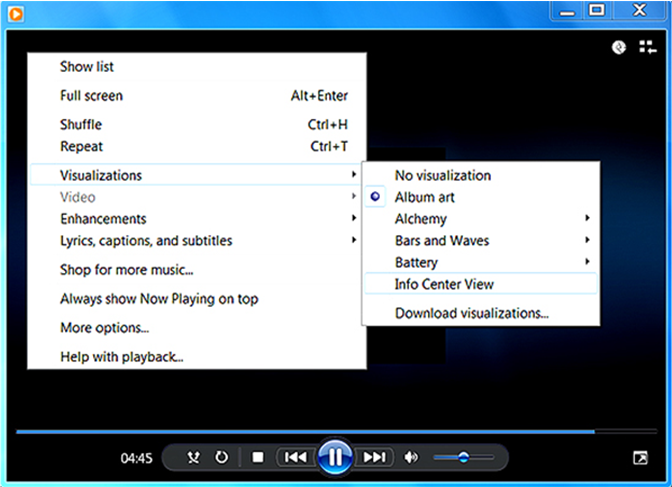 Show list
Full screen Alt+Enter
Shuffle Ctrl+H
Repeat Ctrl+T
Visualizations
Video
Enhancements
Lyrics, captions, and subtitles
Shop for more music...
Always show Now Playing on top
More options...
Help with playback...
No visualization
Album art
Alchemy
Bars and Waves
Battery
Info Center View
Download visualizations...
04:45